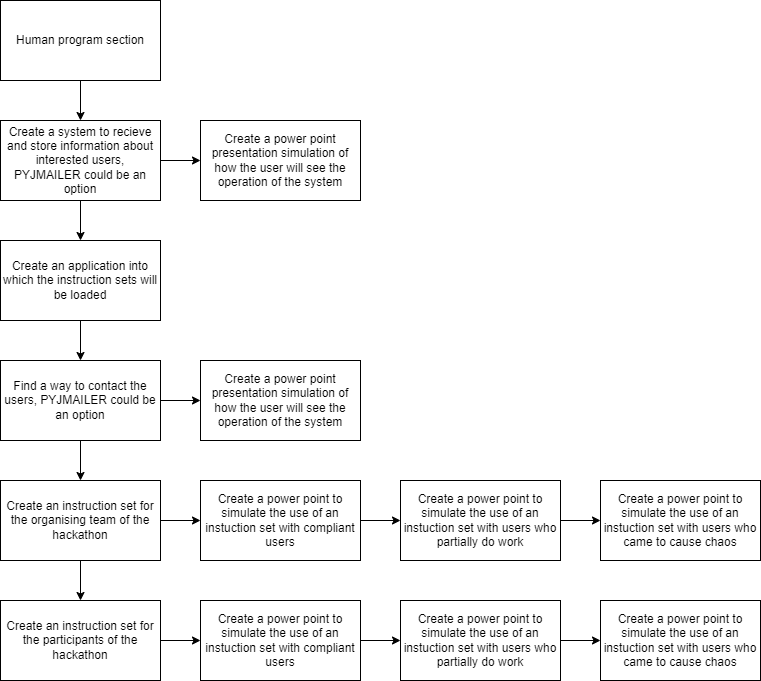 Human program section
Create a system to recieve
and store information about
interested users,
PYJMAILER could be an
option
Create a power point
presentation simulation of
how the user will see the
operation of the system
Create an application into
which the instruction sets will
be loaded
Find a way to contact the
users, PYJMAILER could be
an option
Create a power point
presentation simulation of
how the user will see the
operation of the system
Create an instruction set for
the organising team of the
hackathon
Create a power point to
simulate the use of an
instuction set with compliant
users
Create a power point to
simulate the use of an
instuction set with users who
partially do work
Create a power point to
simulate the use of an
instuction set with users who
came to cause chaos
Create an instruction set for
the participants of the
hackathon
Create a power point to
simulate the use of an
instuction set with compliant
users
Create a power point to
simulate the use of an
instuction set with users who
partially do work
Create a power point to
simulate the use of an
instuction set with users who
came to cause chaos